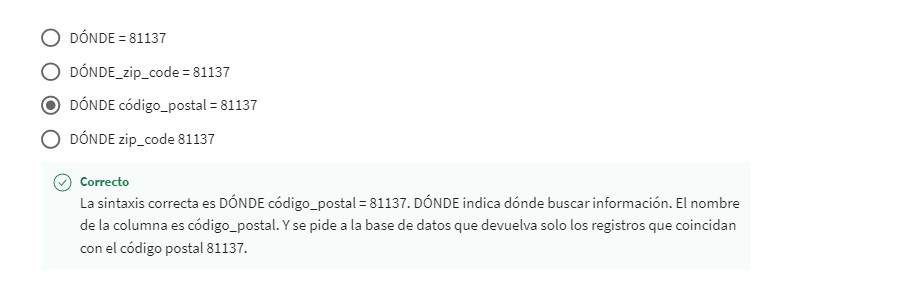 DÓNDE = 81137
DÓNDE_zip_code = 81137
DÓNDE código_postal = 81137
DÓNDE zip_code 81137
Correcto
La sintaxis correcta es DÓNDE código_postal = 81137. DÓNDE indica dónde buscar información. El nombre
de la columna es código_postal. Y se pide a la base de datos que devuelva solo los registros que coincidan
con el código postal 81137.